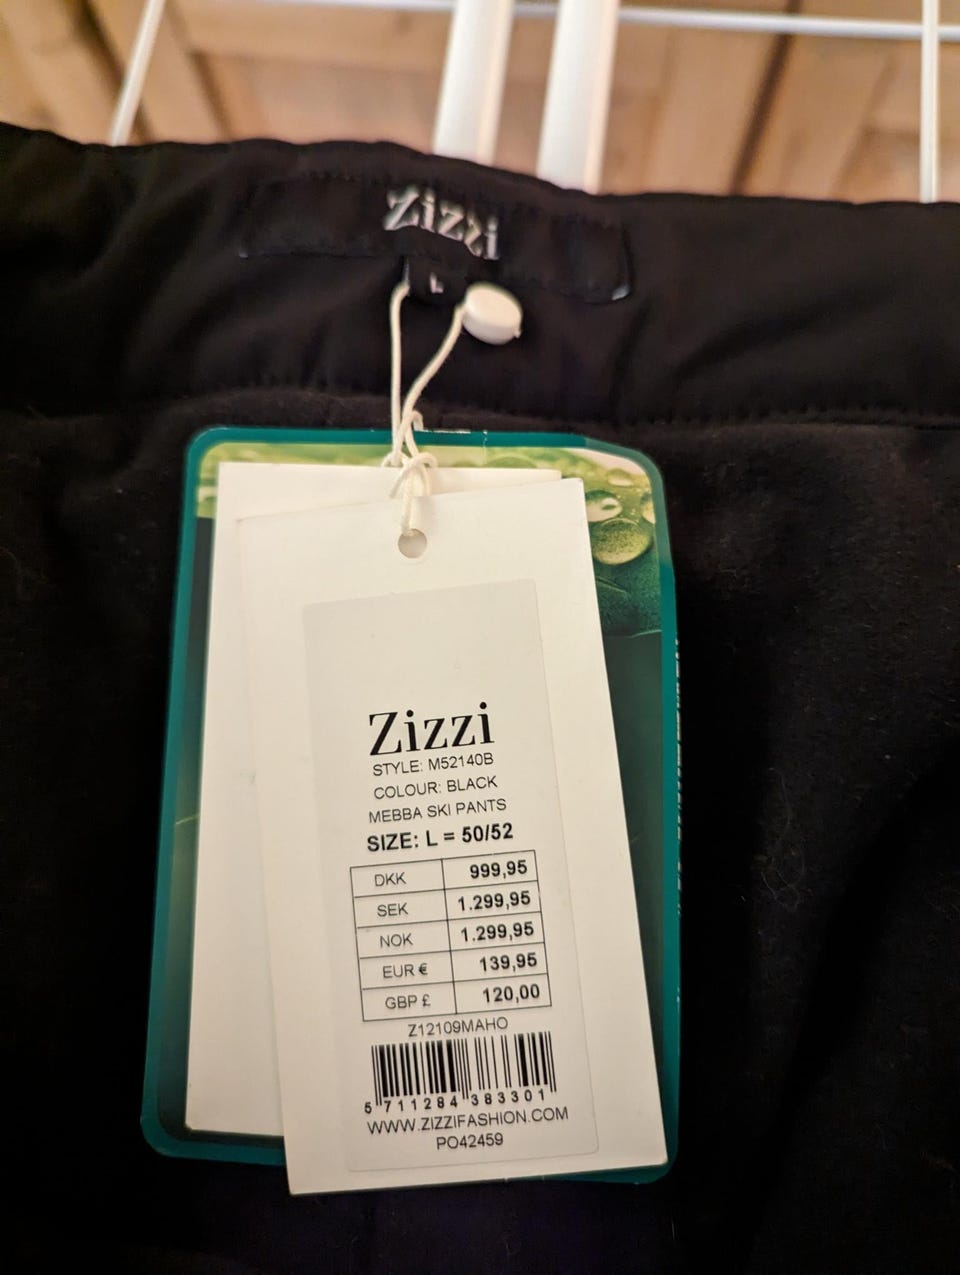 Zizzi
L
Zizzi
STYLE: M52140B
COLOUR: BLACK
MEBBA SKI PANTS
SIZE: L = 50/52
DKK 999,95
SEK 1.299,95
NOK 1.299,95
EUR € 139,95
GBP £ 120,00
Z12109MAHO
5 711284 383301
WWW.ZIZZIFASHION.COM
PO42459